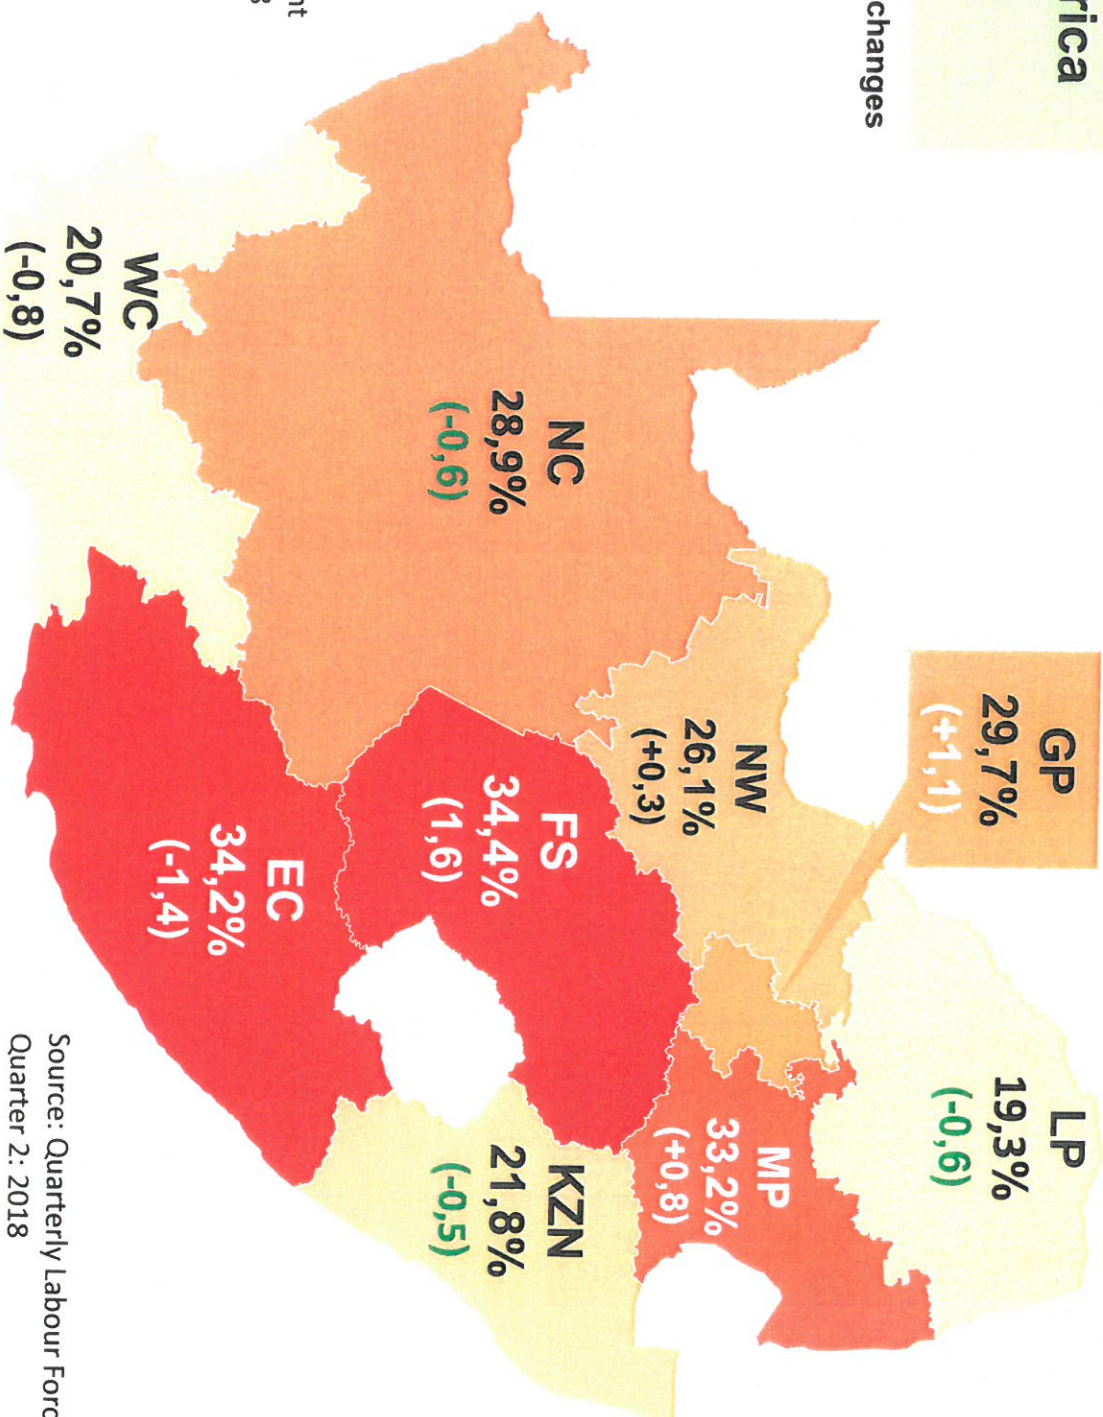 rica
changes
GP
29,7%
(+1,1)
LP
19,3%
(-0,6)
NW
26,1%
(+0,3)
MP
33,2%
(+0,8)
NC
28,9%
(-0,6)
FS
34,4%
(1,6)
KZN
21,8%
(-0,5)
nt
EC
34,2%
(-1,4)
WC
20,7%
(-0,8)
Source: Quarterly Labour Forc
Quarter 2: 2018